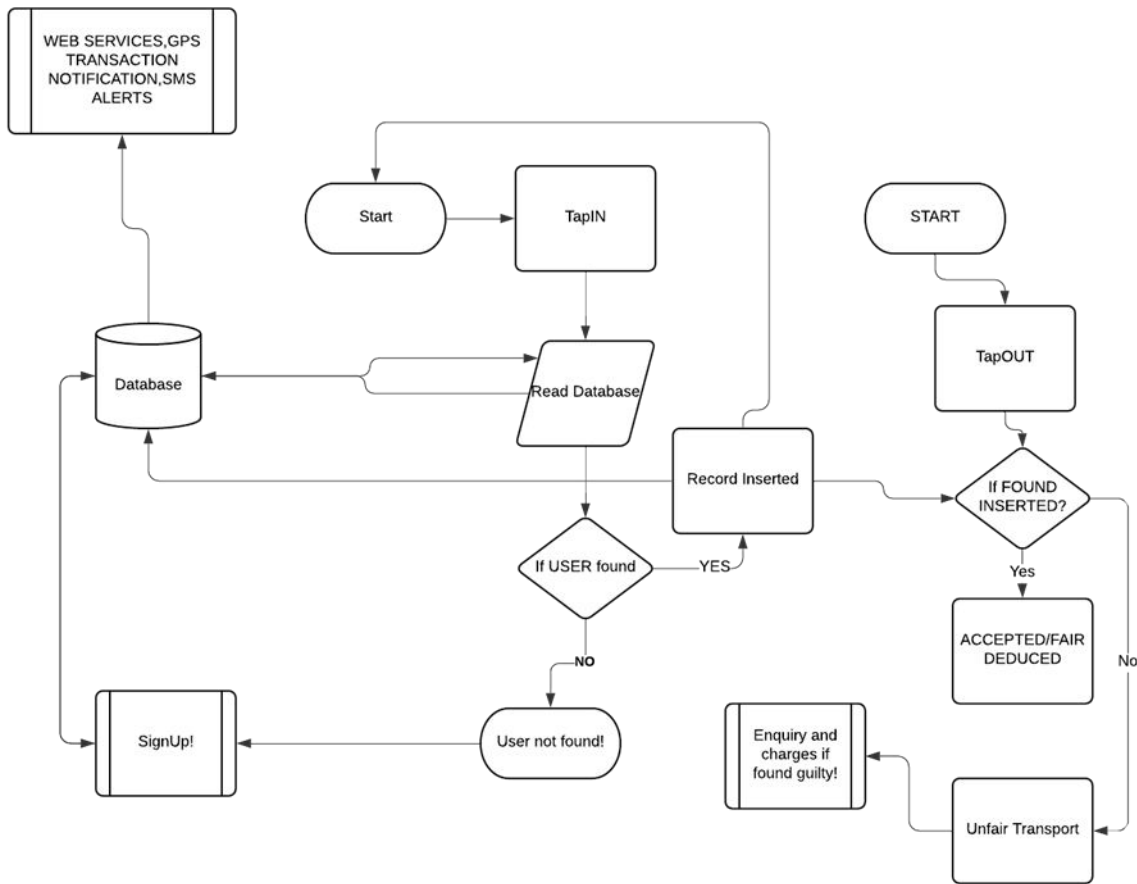 WEB SERVICES,GPS
TRANSACTION
NOTIFICATION,SMS
ALERTS
Start
TapIN
START
TapOUT
Database
Read Database
Record Inserted
If FOUND
INSERTED?
If USER found
YES
Yes
NO
ACCEPTED/FAIR
DEDUCED
No
SignUp!
User not found!
Enquiry and
charges if
found guilty!
Unfair Transport